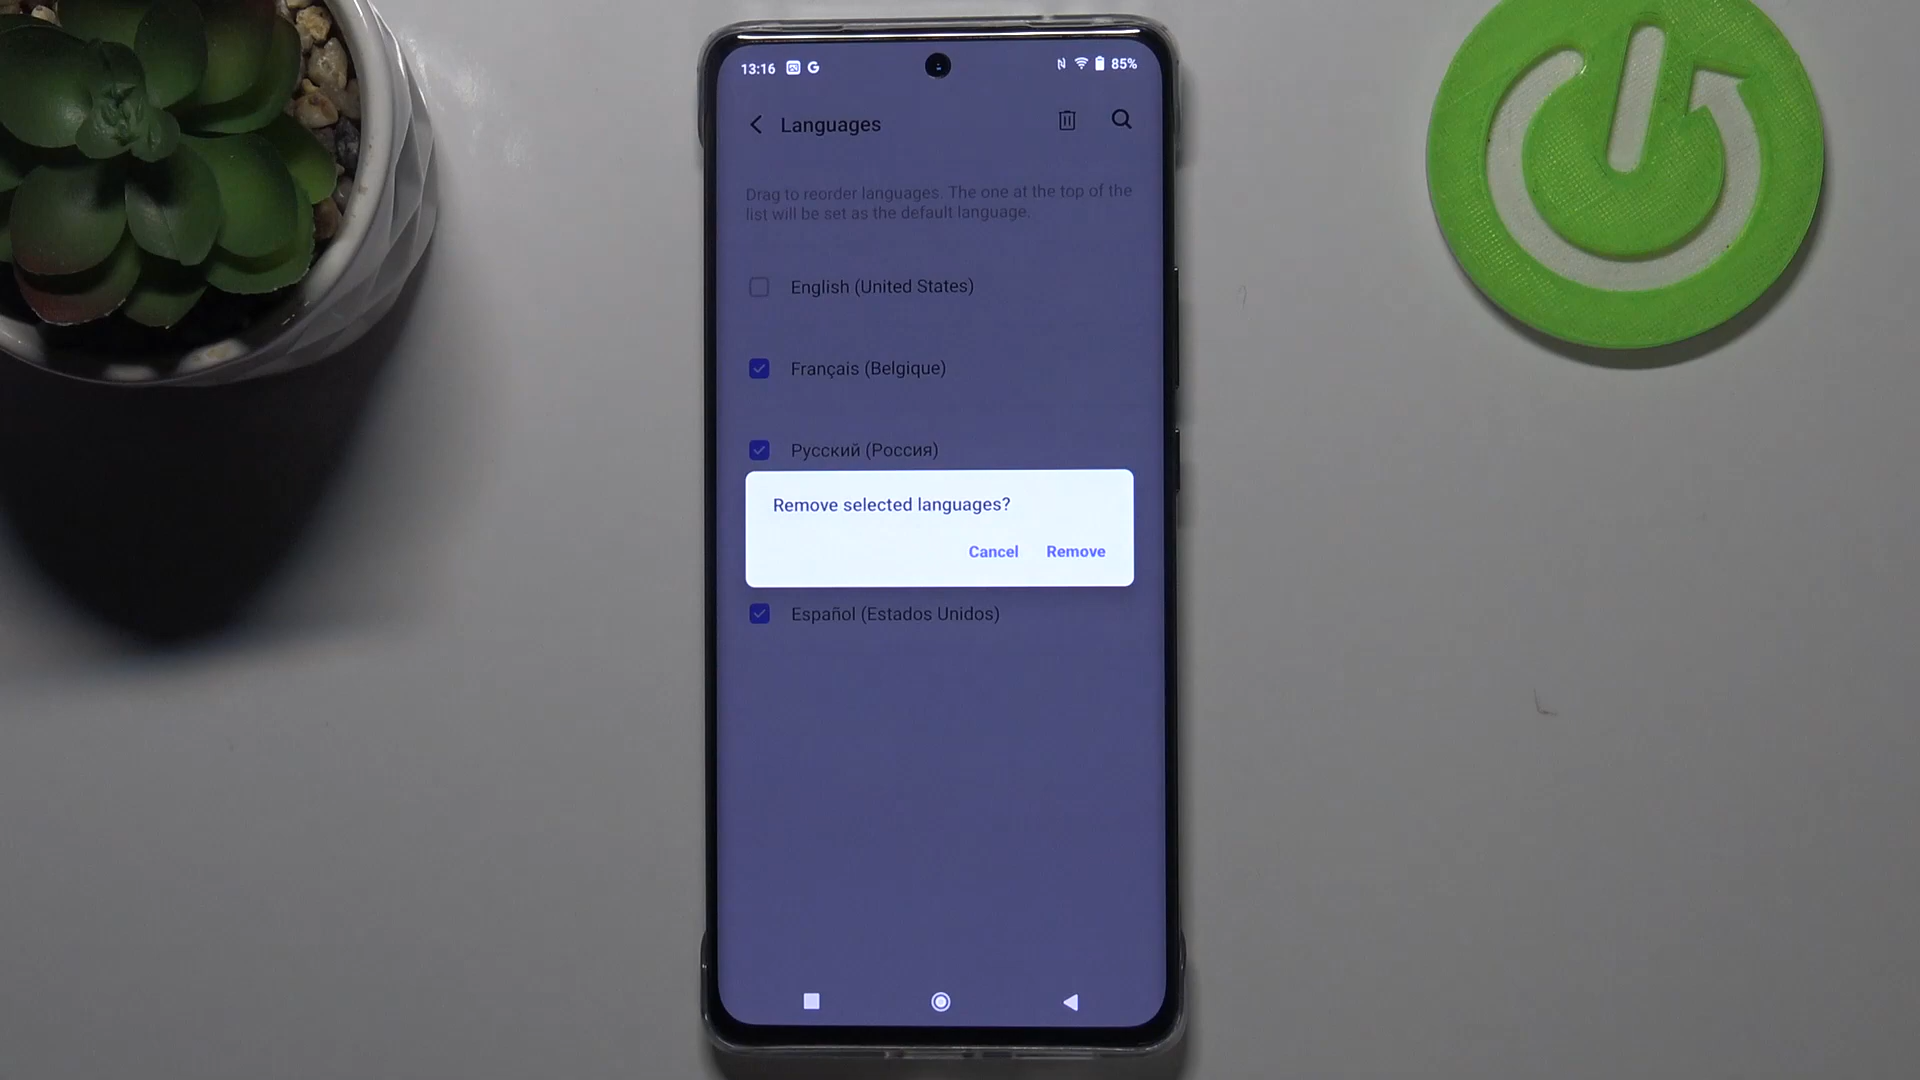 13:16 G 85%
Languages
Drag to reorder languages. The one at the top of the
list will be set as the default language.
English (United States)
Français (Belgique)
Русский (Россия)
Remove selected languages?
Cancel Remove
Español (Estados Unidos)